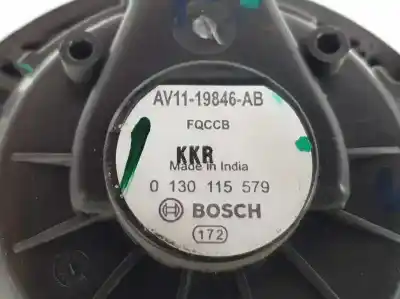 AV11-19846-AB
FQCCB
KKR
Made in India
0 130 115 579
BOSCH
172